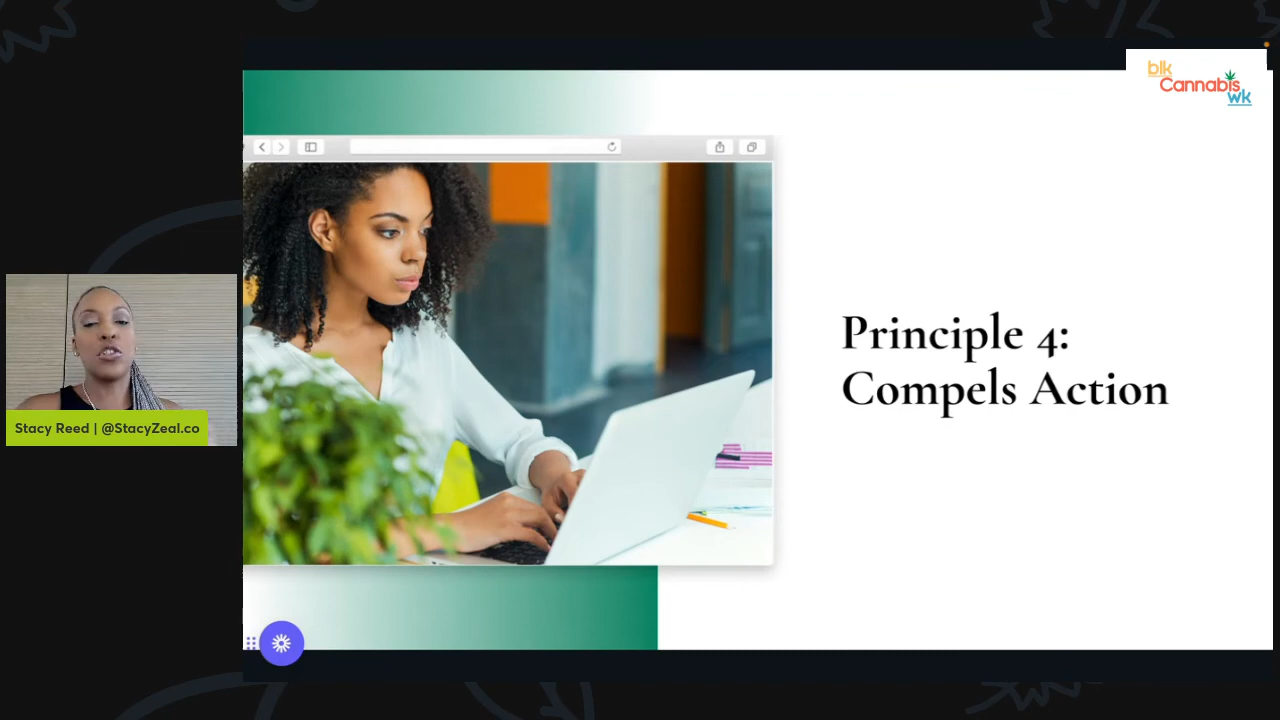 blk
Cannabis
wk
Principle 4:
Compels Action
Stacy Reed | @StacyZeal.co